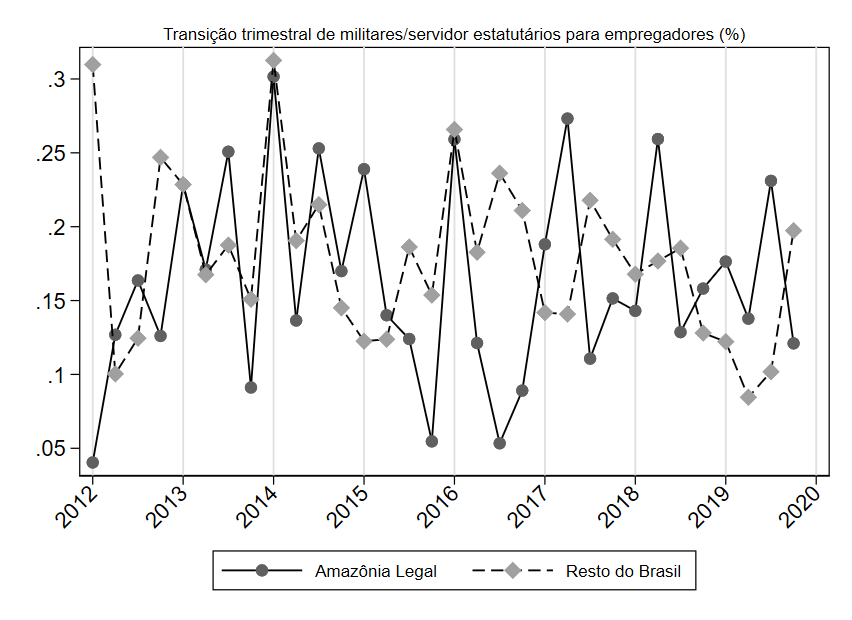 Transição trimestral de militares/servidor estatutários para empregadores (%)
.3
.25
.2
.15
.1
.05
2012 2013 2014 2015 2016 2017 2018 2019 2020
Amazônia Legal Resto do Brasil